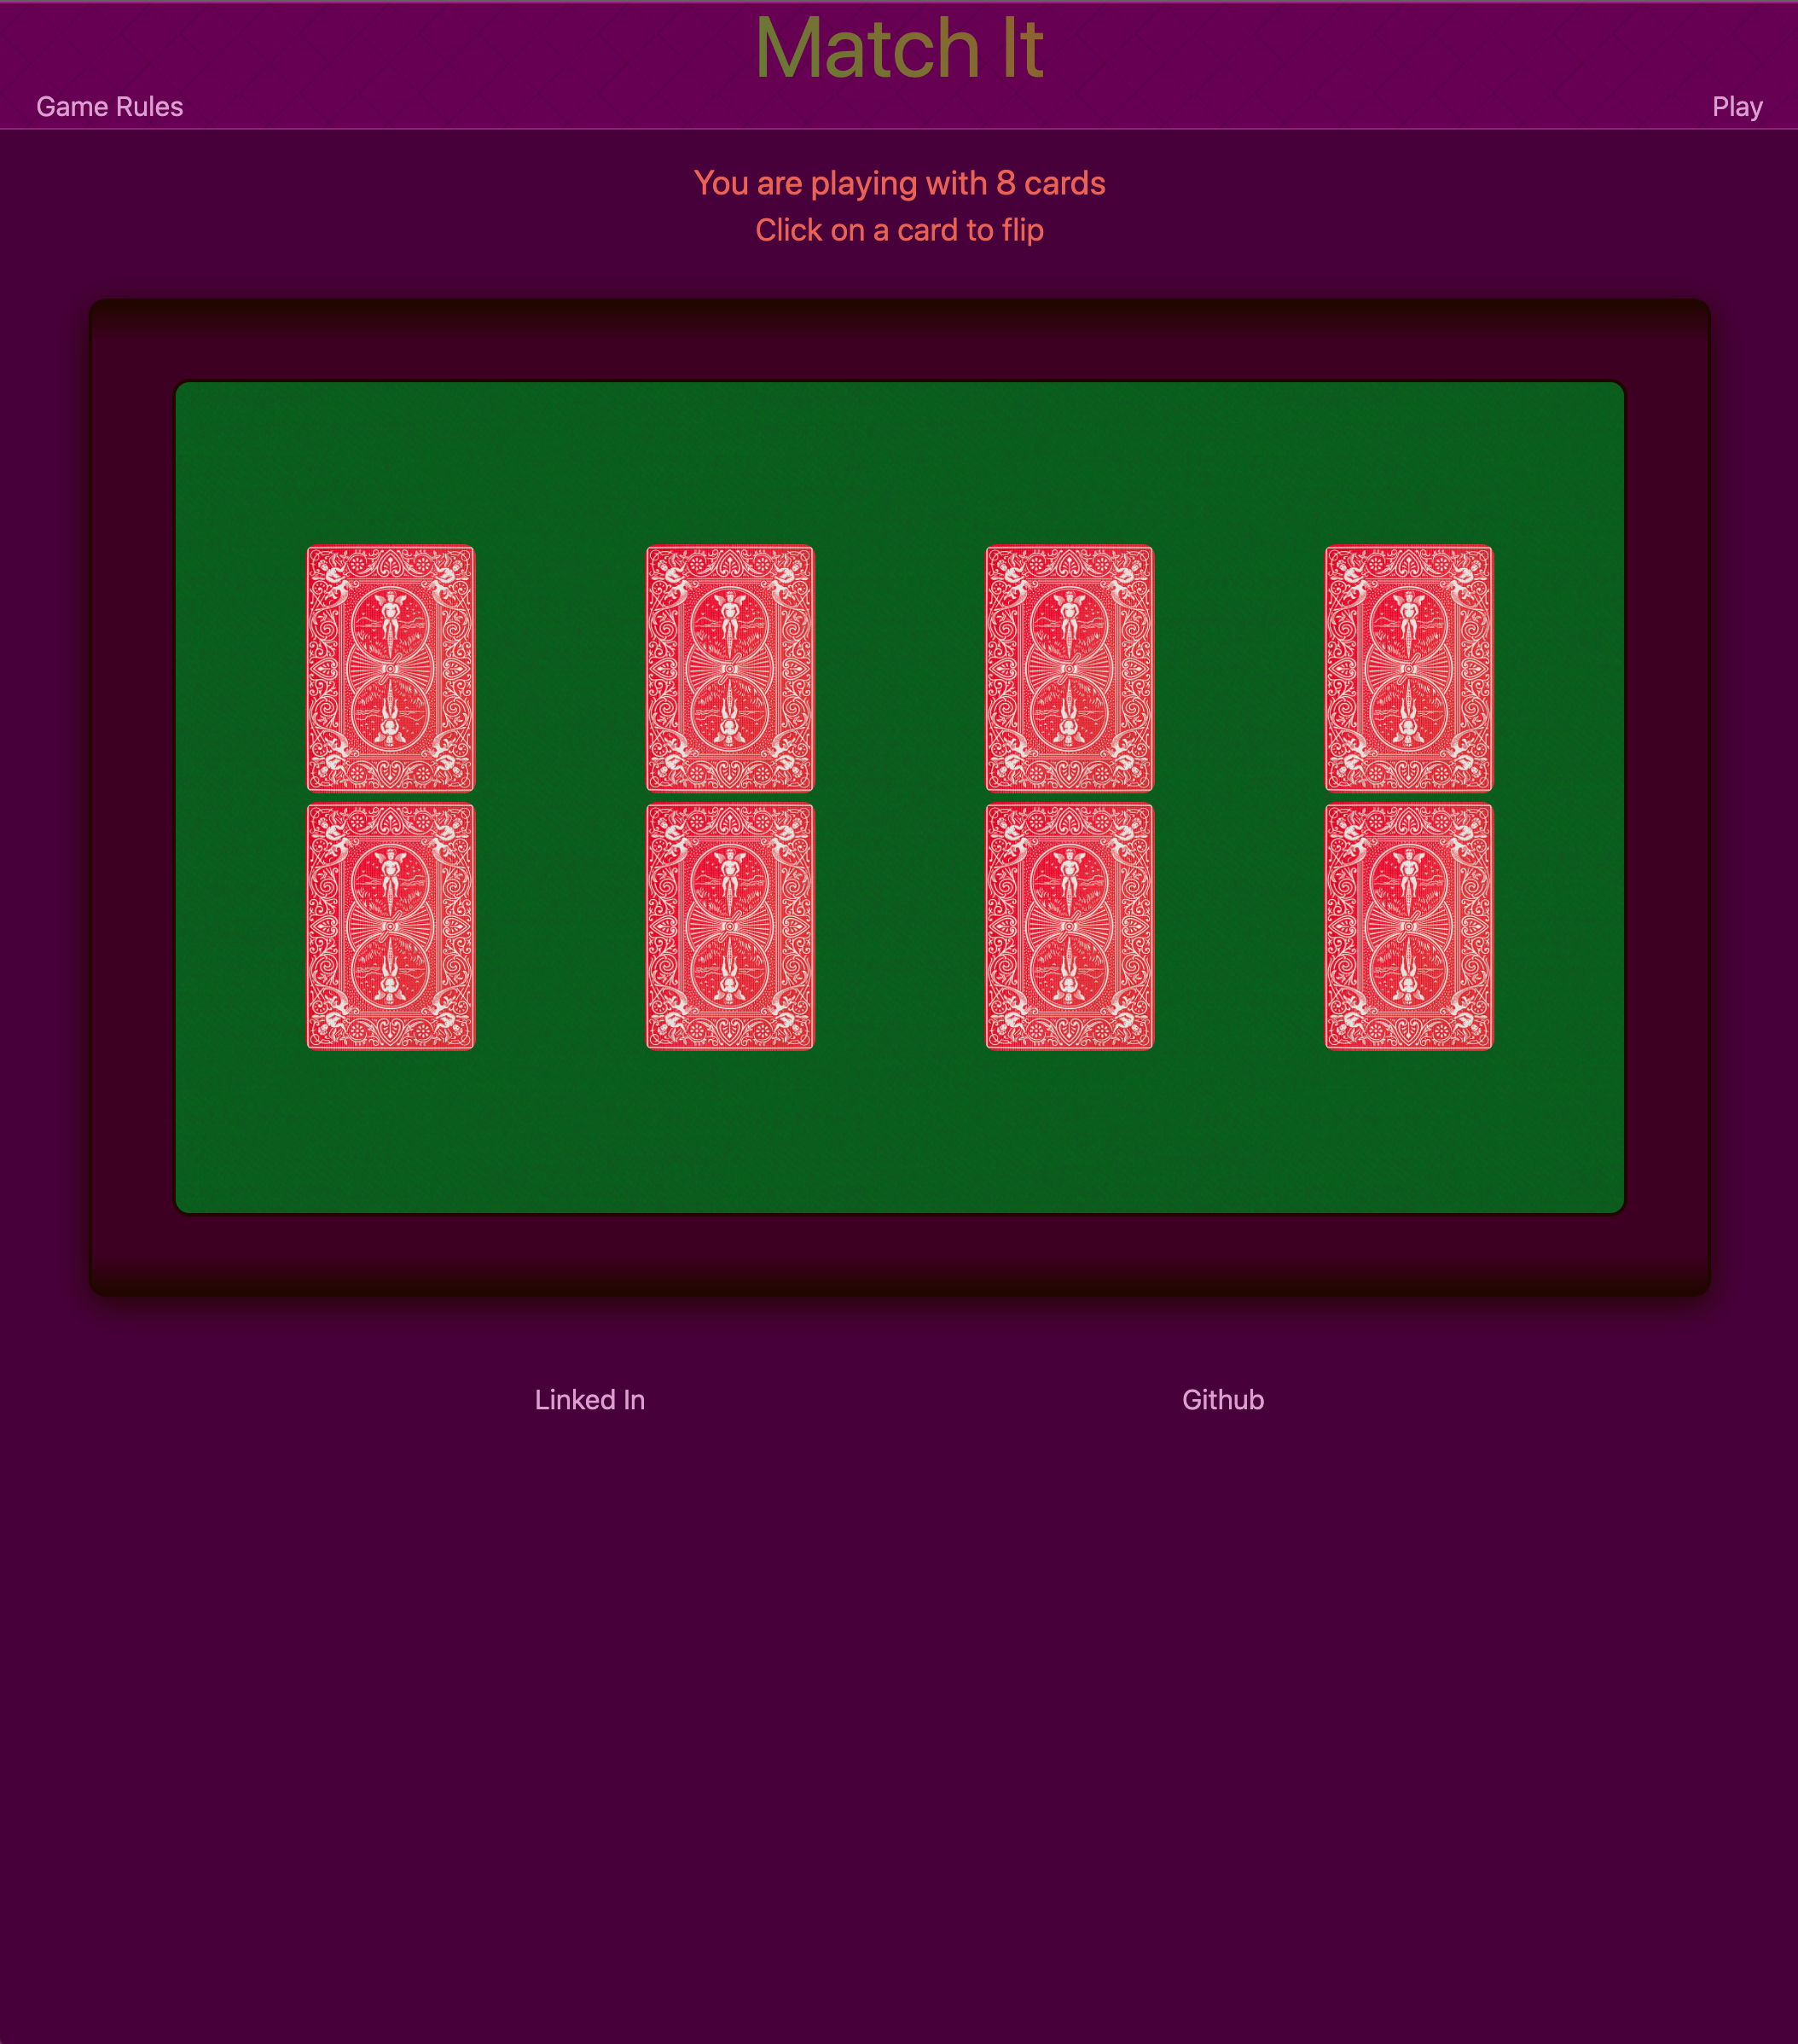 Match It
Game Rules
Play
You are playing with 8 cards
Click on a card to flip
Linked In
Github